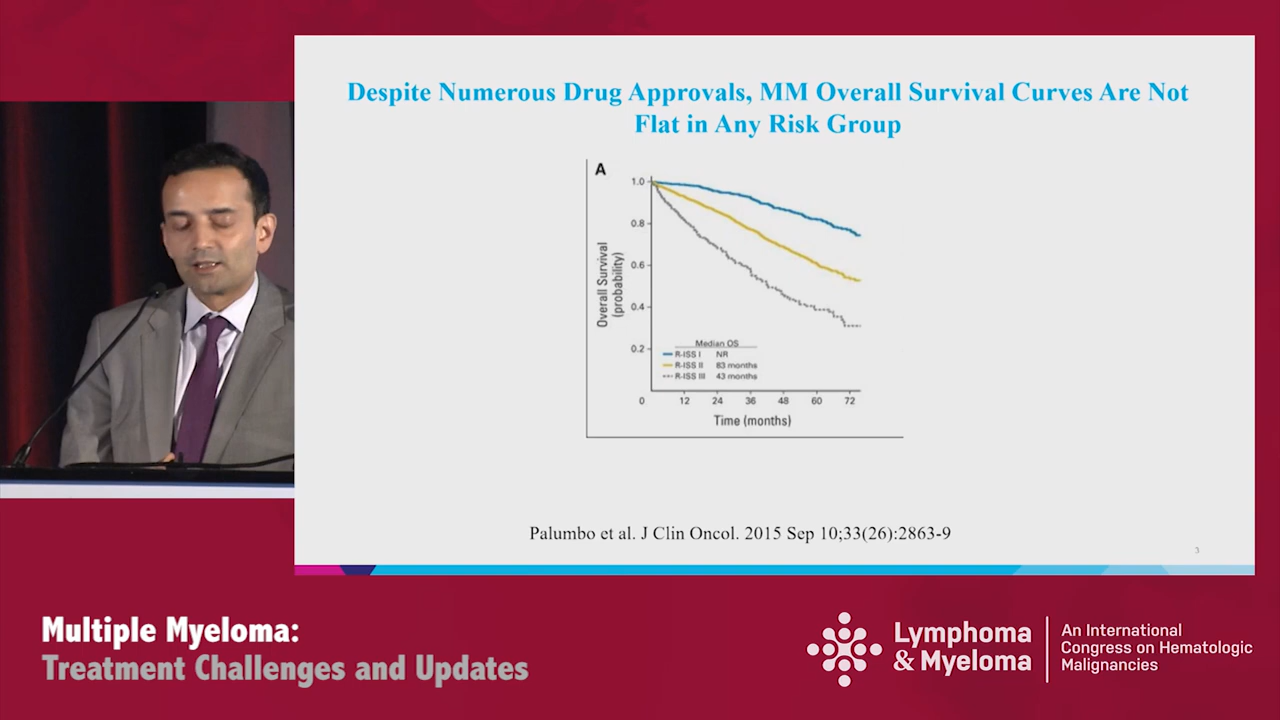 Despite Numerous Drug Approvals, MM Overall Survival Curves Are Not
Flat in Any Risk Group
A
1.0
0.8
0.6
0.4
0.2
Overall Survival
(probability)
Median OS
R-ISS I NR
R-ISS II 83 months
R-ISS III 43 months
0 12 24 36 48 60 72
Time (months)
Palumbo et al. J Clin Oncol. 2015 Sep 10;33(26):2863-9
3
Multiple Myeloma:
Treatment Challenges and Updates
Lymphoma
& Myeloma
An International
Congress on Hematologic
Malignancies